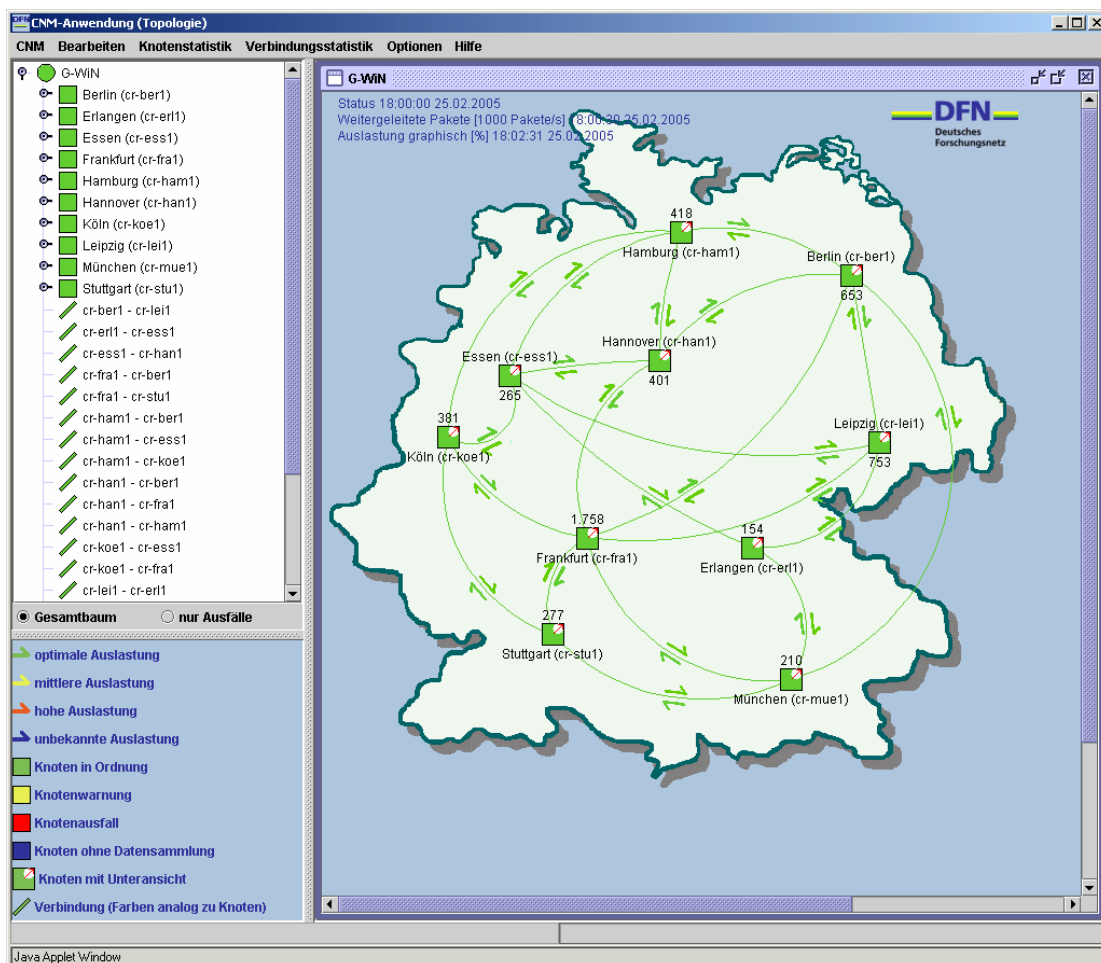 DFN CNM-Anwendung (Topologie)
CNM Bearbeiten Knotenstatistik Verbindungsstatistik Optionen Hilfe
G-WiN
Berlin (cr-ber1)
Erlangen (cr-erl1)
Essen (cr-ess1)
Frankfurt (cr-fra1)
Hamburg (cr-ham1)
Hannover (cr-han1)
Köln (cr-koe1)
Leipzig (cr-lei1)
München (cr-mue1)
Stuttgart (cr-stu1)
cr-ber1 - cr-lei1
cr-erl1 - cr-ess1
cr-ess1 - cr-han1
cr-fra1 - cr-ber1
cr-fra1 - cr-stu1
cr-ham1 - cr-ber1
cr-ham1 - cr-ess1
cr-ham1 - cr-koe1
cr-han1 - cr-ber1
cr-han1 - cr-fra1
cr-han1 - cr-ham1
cr-koe1 - cr-ess1
cr-koe1 - cr-fra1
cr-lei1 - cr-erl1
Gesamtbaum nur Ausfälle
optimale Auslastung
mittlere Auslastung
hohe Auslastung
unbekannte Auslastung
Knoten in Ordnung
Knotenwarnung
Knotenausfall
Knoten ohne Datensammlung
Knoten mit Unteransicht
Verbindung (Farben analog zu Knoten)
G-WiN
Status 18:00:00 25.02.2005
Weitergeleitete Pakete [1000 Pakete/s] 18:00:30 25.02.2005
Auslastung graphisch [%] 18:02:31 25.02.2005
DFN
Deutsches
Forschungsnetz
418
Hamburg (cr-ham1)
Berlin (cr-ber1)
653
Hannover (cr-han1)
401
Essen (cr-ess1)
265
381
Köln (cr-koe1)
Leipzig (cr-lei1)
753
1.758
Frankfurt (cr-fra1)
154
Erlangen (cr-erl1)
277
Stuttgart (cr-stu1)
210
München (cr-mue1)
Java Applet Window